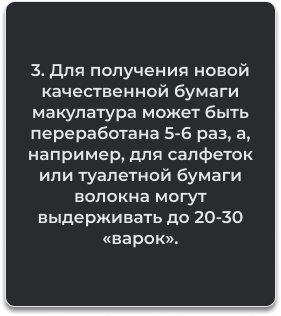 3. Для получения новой
качественной бумаги
макулатура может быть
переработана 5-6 раз, а,
например, для салфеток
или туалетной бумаги
волокна могут
выдерживать до 20-30
«варок».